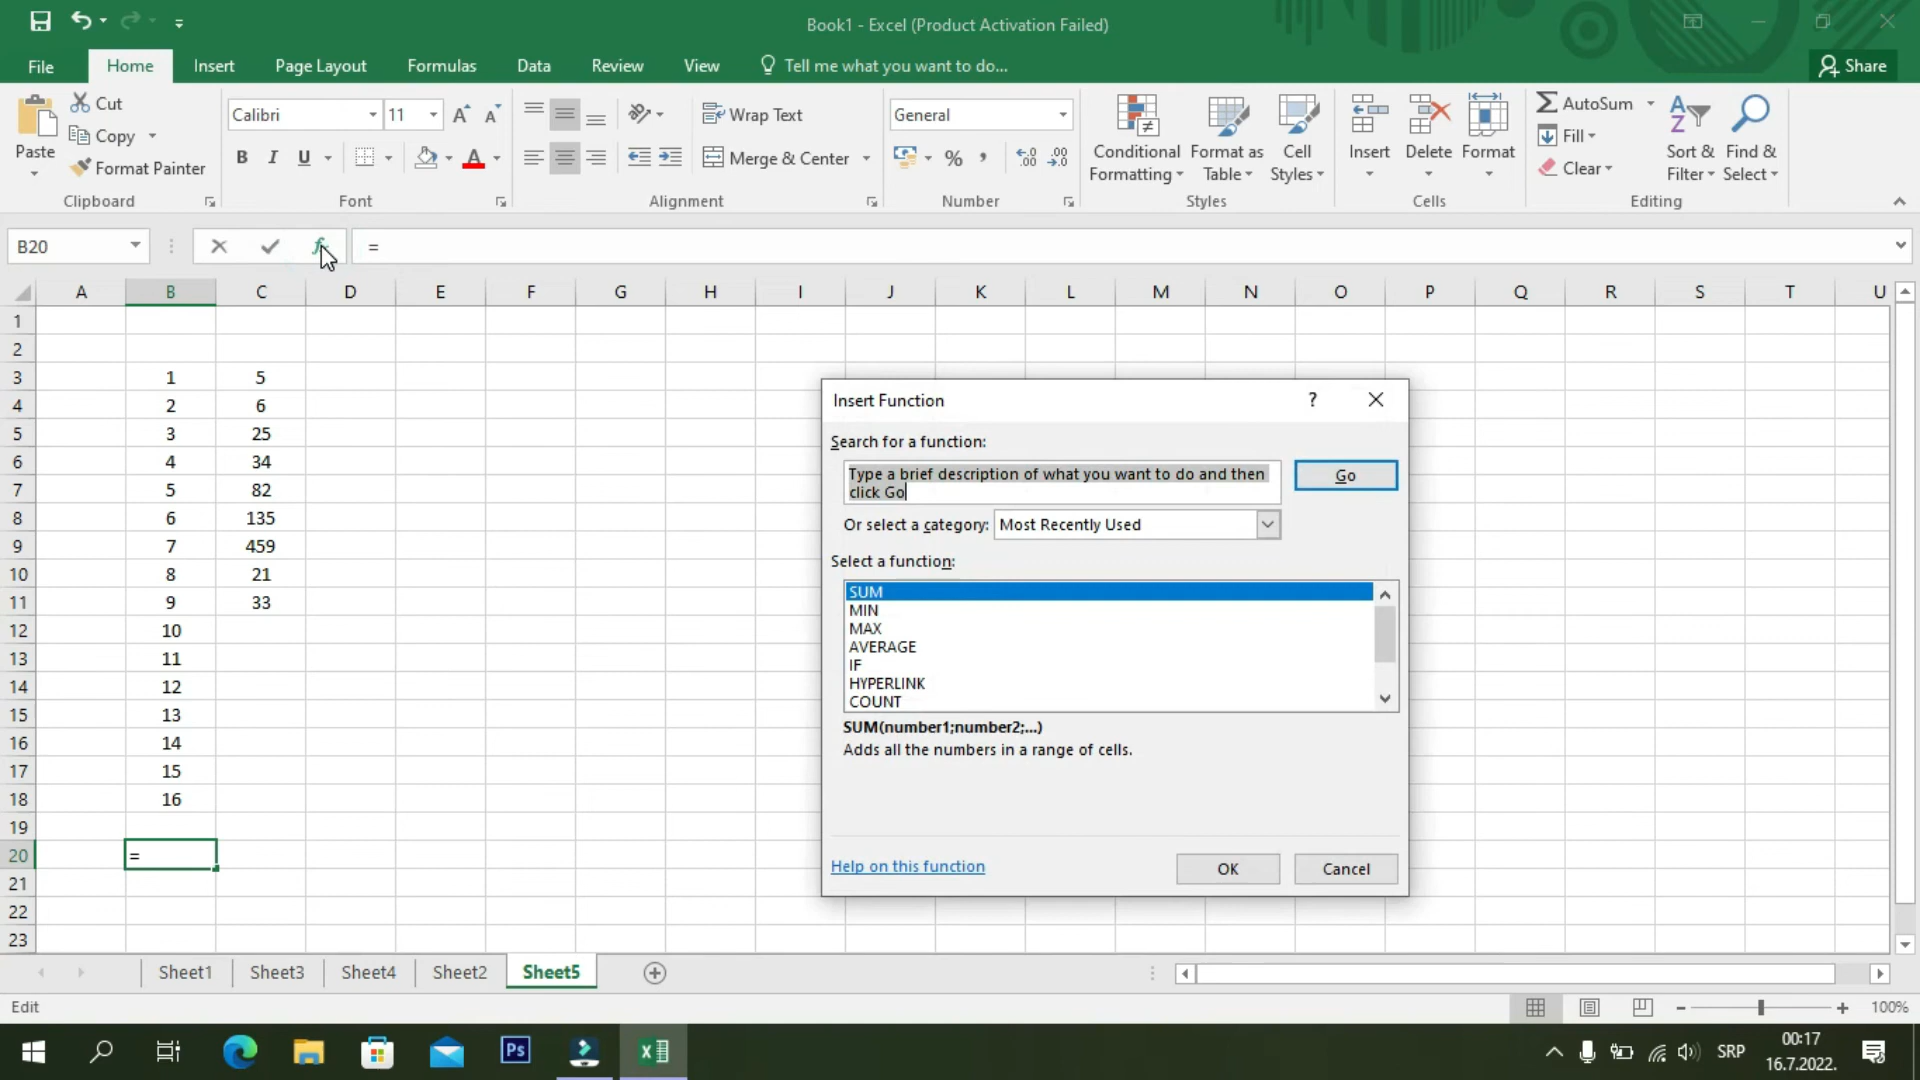 Book1 - Excel (Product Activation Failed)
File Home Insert Page Layout Formulas Data Review View Tell me what you want to do... Share
Paste Cut Copy Format Painter Clipboard
Calibri 11 A A B I U A Font
Wrap Text Merge & Center Alignment
General % , .00 .0 Number
Conditional Formatting Format as Table Cell Styles Styles
Insert Delete Format Cells
AutoSum Fill Clear Sort & Filter Find & Select Editing
B20 fx =
A B C D E F G H I J K L M N O P Q R S T U
1
2
3 1 5
4 2 6
5 3 25
6 4 34
7 5 82
8 6 135
9 7 459
10 8 21
11 9 33
12 10
13 11
14 12
15 13
16 14
17 15
18 16
19
20 =
21
22
23
Insert Function ?
Search for a function:
Type a brief description of what you want to do and then
click Go
Go
Or select a category: Most Recently Used
Select a function:
SUM
MIN
MAX
AVERAGE
IF
HYPERLINK
COUNT
SUM(number1;number2;...)
Adds all the numbers in a range of cells.
Help on this function OK Cancel
Sheet1 Sheet3 Sheet4 Sheet2 Sheet5
Edit 100%
Ps SRP 00:17
16.7.2022.